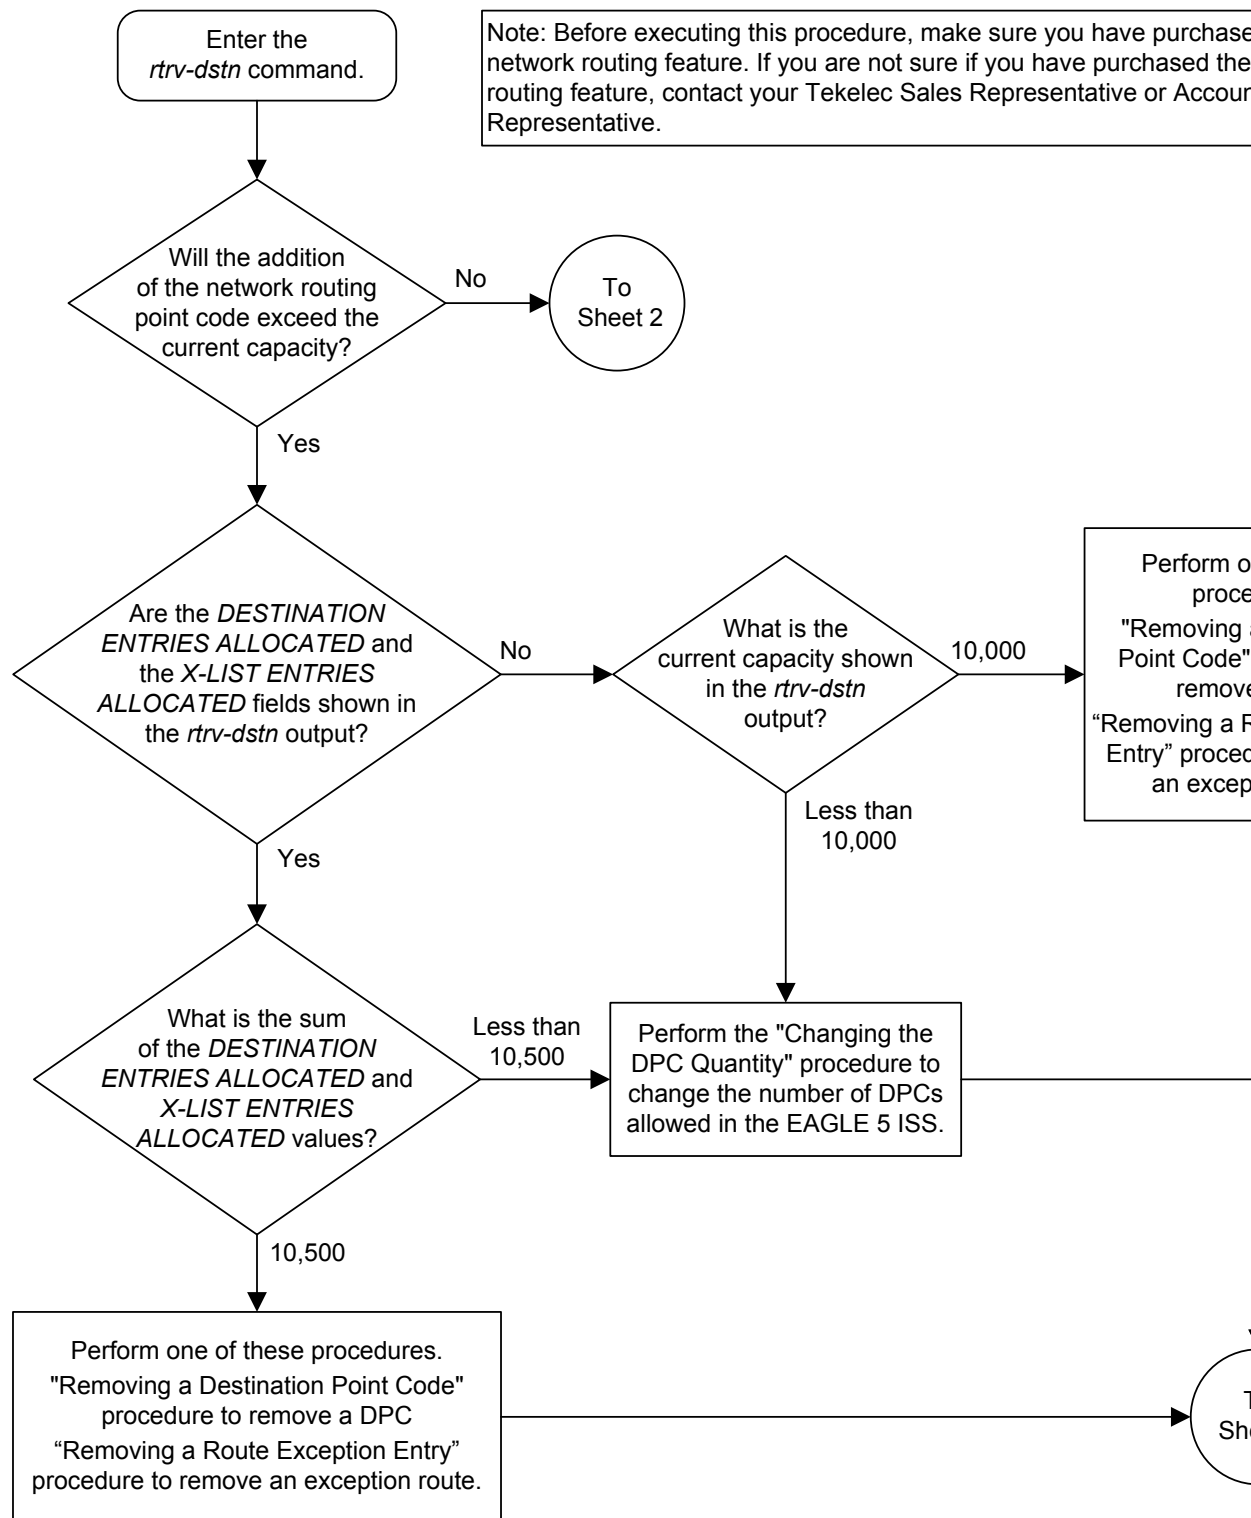 Enter the
rtrv-dstn command.
Note: Before executing this procedure, make sure you have
network routing feature. If you are not sure if you have purchased the
routing feature, contact your Tekelec Sales Representative or
Representative.
Will the addition
of the network routing
point code exceed the
current capacity?
No
To
Sheet 2
Yes
Are the DESTINATION
ENTRIES ALLOCATED and
the X-LIST ENTRIES
ALLOCATED fields shown in
the rtrv-dstn output?
No
What is the
current capacity shown
in the rtrv-dstn
output?
10,000
Perform
"Removing
Point Code"
“Removing a
Entry”
an
Less than
10,000
Yes
What is the sum
of the DESTINATION
ENTRIES ALLOCATED and
X-LIST ENTRIES
ALLOCATED values?
Less than
10,500
Perform the "Changing the
DPC Quantity" procedure to
change the number of DPCs
allowed in the EAGLE 5 ISS.
10,500
Perform one of these procedures.
"Removing a Destination Point Code"
procedure to remove a DPC
“Removing a Route Exception Entry”
procedure to remove an exception route.